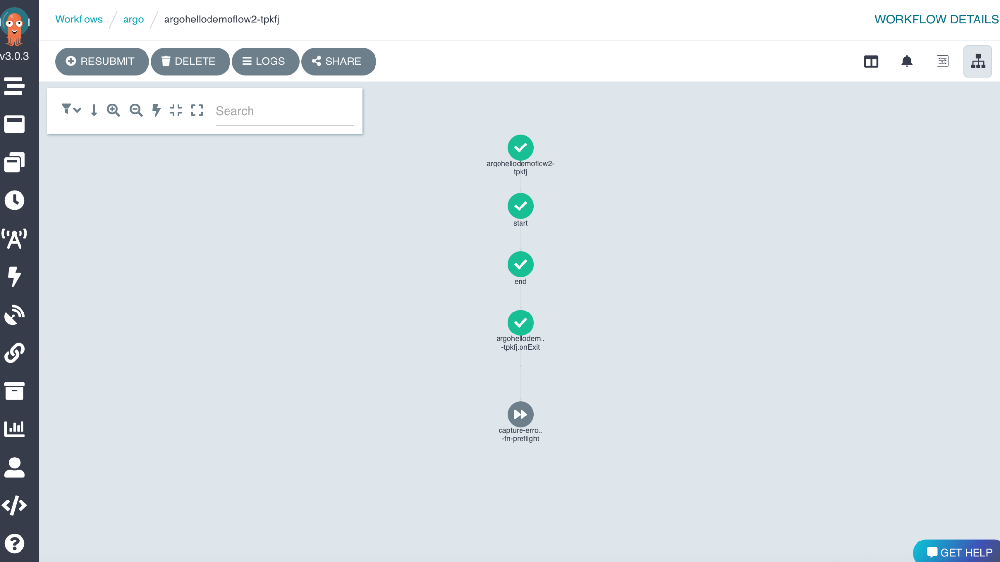 Workflows / argo / argohellodemoflow2-tpkfj
WORKFLOW DETAILS
v3.0.3
RESUBMIT
DELETE
LOGS
SHARE
Search
argohellodemoflow2-
tpkfj
start
end
argohellodem..
-tpkfj.onExit
capture-erro..
-fn-preflight
GET HELP